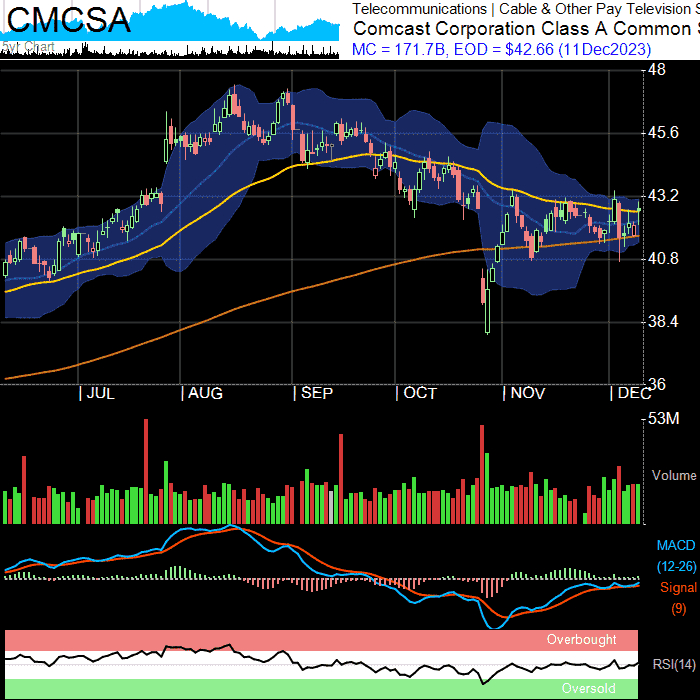 CMCSA
5yr Chart
Telecommunications | Cable & Other Pay Television S
Comcast Corporation Class A Common S
MC = 171.7B, EOD = $42.66 (11Dec2023)
48
45.6
43.2
40.8
38.4
36
| JUL | AUG | SEP | OCT | NOV | DEC
53M
Volume
MACD
(12-26)
Signal
(9)
Overbought
RSI(14)
Oversold